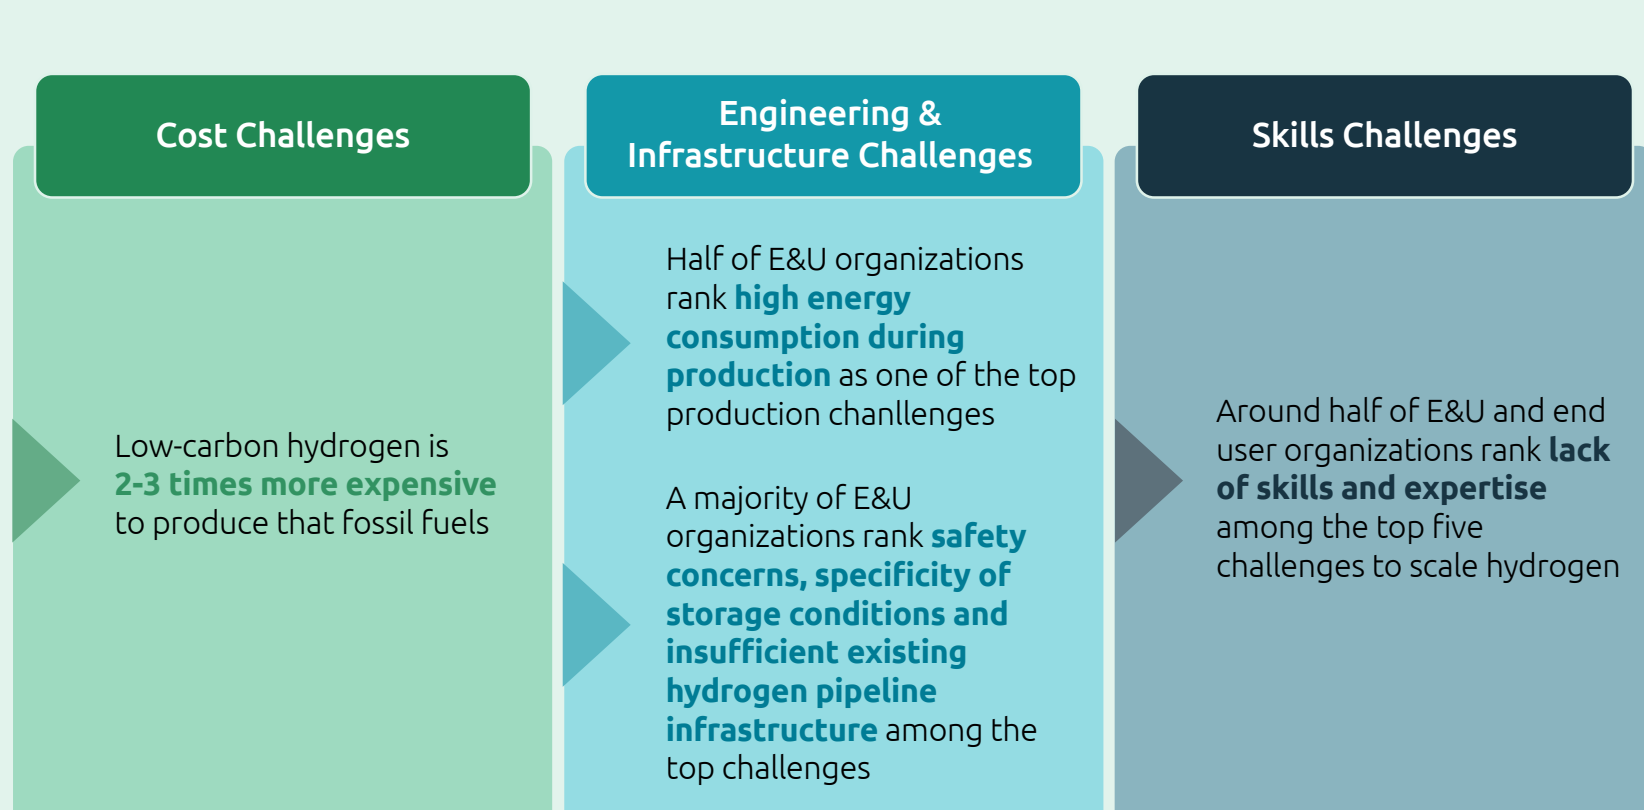 Cost Challenges
Low-carbon hydrogen is
2-3 times more expensive
to produce that fossil fuels
Engineering &
Infrastructure Challenges
Half of E&U organizations
rank high energy
consumption during
production as one of the top
production chanllenges
A majority of E&U
organizations rank safety
concerns, specificity of
storage conditions and
insufficient existing
hydrogen pipeline
infrastructure among the
top challenges
Skills Challenges
Around half of E&U and end
user organizations rank lack
of skills and expertise
among the top five
challenges to scale hydrogen